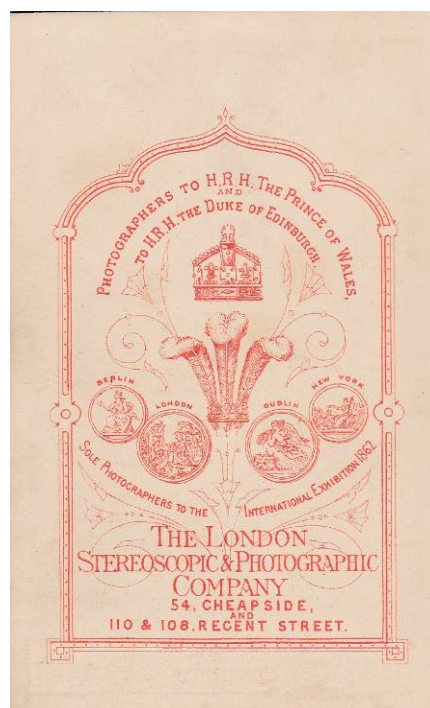 PHOTOGRAPHERS TO H.R.H. THE PRINCE OF WALES,
AND
TO H.R.H. THE DUKE OF EDINBURGH
BERLIN
LONDON
DUBLIN
NEW YORK
SOLE PHOTOGRAPHERS TO THE INTERNATIONAL EXHIBITION 1862
THE LONDON
STEREOSCOPIC & PHOTOGRAPHIC
COMPANY
54, CHEAPSIDE,
AND
110 & 108, REGENT STREET.